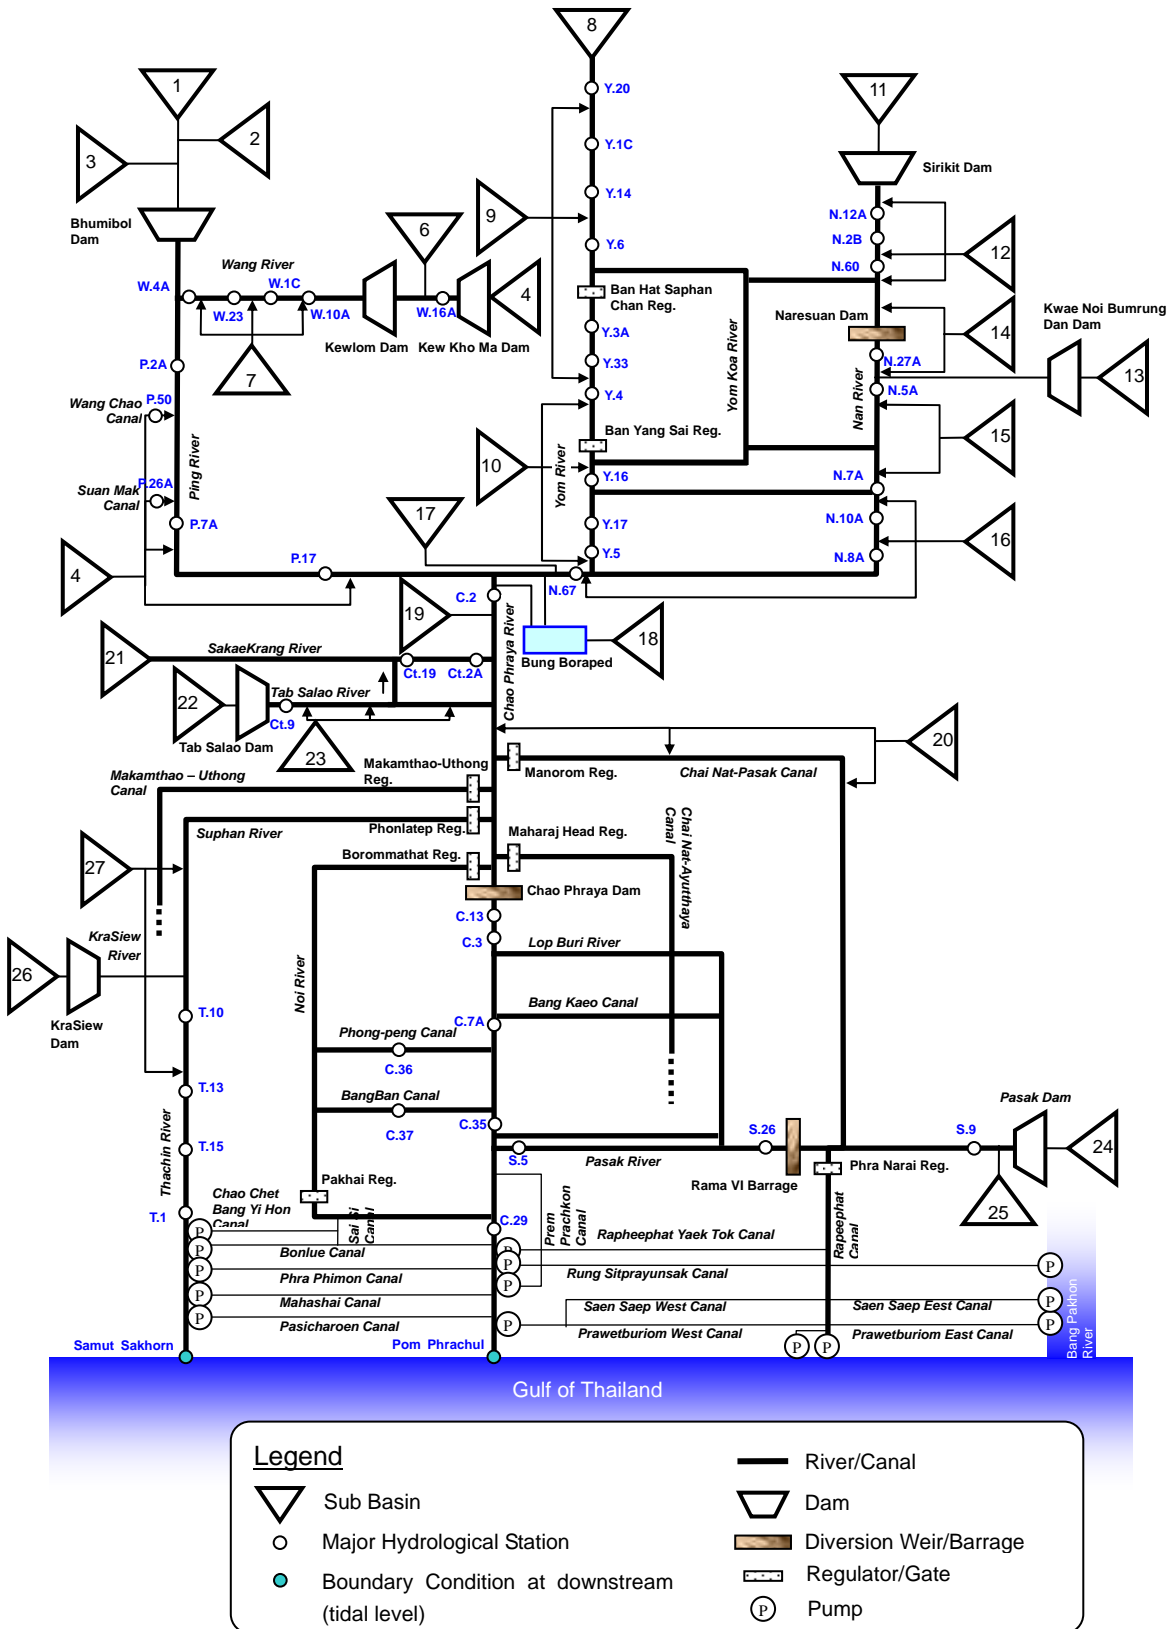 8
1
11
2
Y.20
3
Y.1C
Sirikit Dam
Y.14
6
9
N.12A
Bhumibol
Dam
N.2B
12
Wang River
Y.6
N.60
W.4A
W.1C
Ban Hat Saphan
Chan Reg.
Kwae Noi Bumrung
Dan Dam
W.23
W.10A
W.16A
4
Naresuan Dam
14
Y.3A
Kewlom Dam
Kew Kho Ma Dam
Yom Koa River
P.2A
7
Y.33
N.27A
13
Wang Chao
Canal
P.50
Y.4
Nan River
N.5A
Ban Yang Sai Reg.
15
Ping River
10
Yom River
Suan Mak
Canal
P.26A
Y.16
N.7A
17
P.7A
Y.17
N.10A
16
Y.5
N.8A
P.17
4
C.2
N.67
19
18
Chao Phraya River
SakaeKrang River
21
Ct.19
Ct.2A
Bung Boraped
Tab Salao River
22
Ct.9
Tab Salao Dam
23
20
Makamthao – Uthong
Canal
Makamthao-Uthong
Reg.
Manorom Reg.
Chai Nat-Pasak Canal
Suphan River
Phonlatep Reg.
Maharaj Head Reg.
Chai Nat-Ayutthaya
Canal
Borommathat Reg.
27
Chao Phraya Dam
C.13
KraSiew
River
C.3
Lop Buri River
26
Noi River
Bang Kaeo Canal
T.10
C.7A
KraSiew
Dam
Phong-peng Canal
C.36
T.13
BangBan Canal
Pasak Dam
C.37
C.35
S.26
S.9
24
Thachin River
T.15
S.5
Pasak River
Phra Narai Reg.
Pakhai Reg.
Rama VI Barrage
25
Chao Chet
Bang Yi Hon
Canal
Sai Si
Canal
T.1
C.29
Prem
Prachkon
Canal
Rapeephat
Canal
P
Rapheephat Yaek Tok Canal
P
Bonlue Canal
P
P
Rung Sitprayunsak Canal
P
P
Phra Phimon Canal
P
P
Mahashai Canal
Saen Saep West Canal
Saen Saep Eest Canal
P
P
Pasicharoen Canal
P
Prawetburiom West Canal
Prawetburiom East Canal
P
Bang Pakhon
River
Samut Sakhorn
Pom Phrachul
P
P
Gulf of Thailand
Legend
River/Canal
Sub Basin
Dam
Major Hydrological Station
Diversion Weir/Barrage
Boundary Condition at downstream
(tidal level)
Regulator/Gate
P
Pump